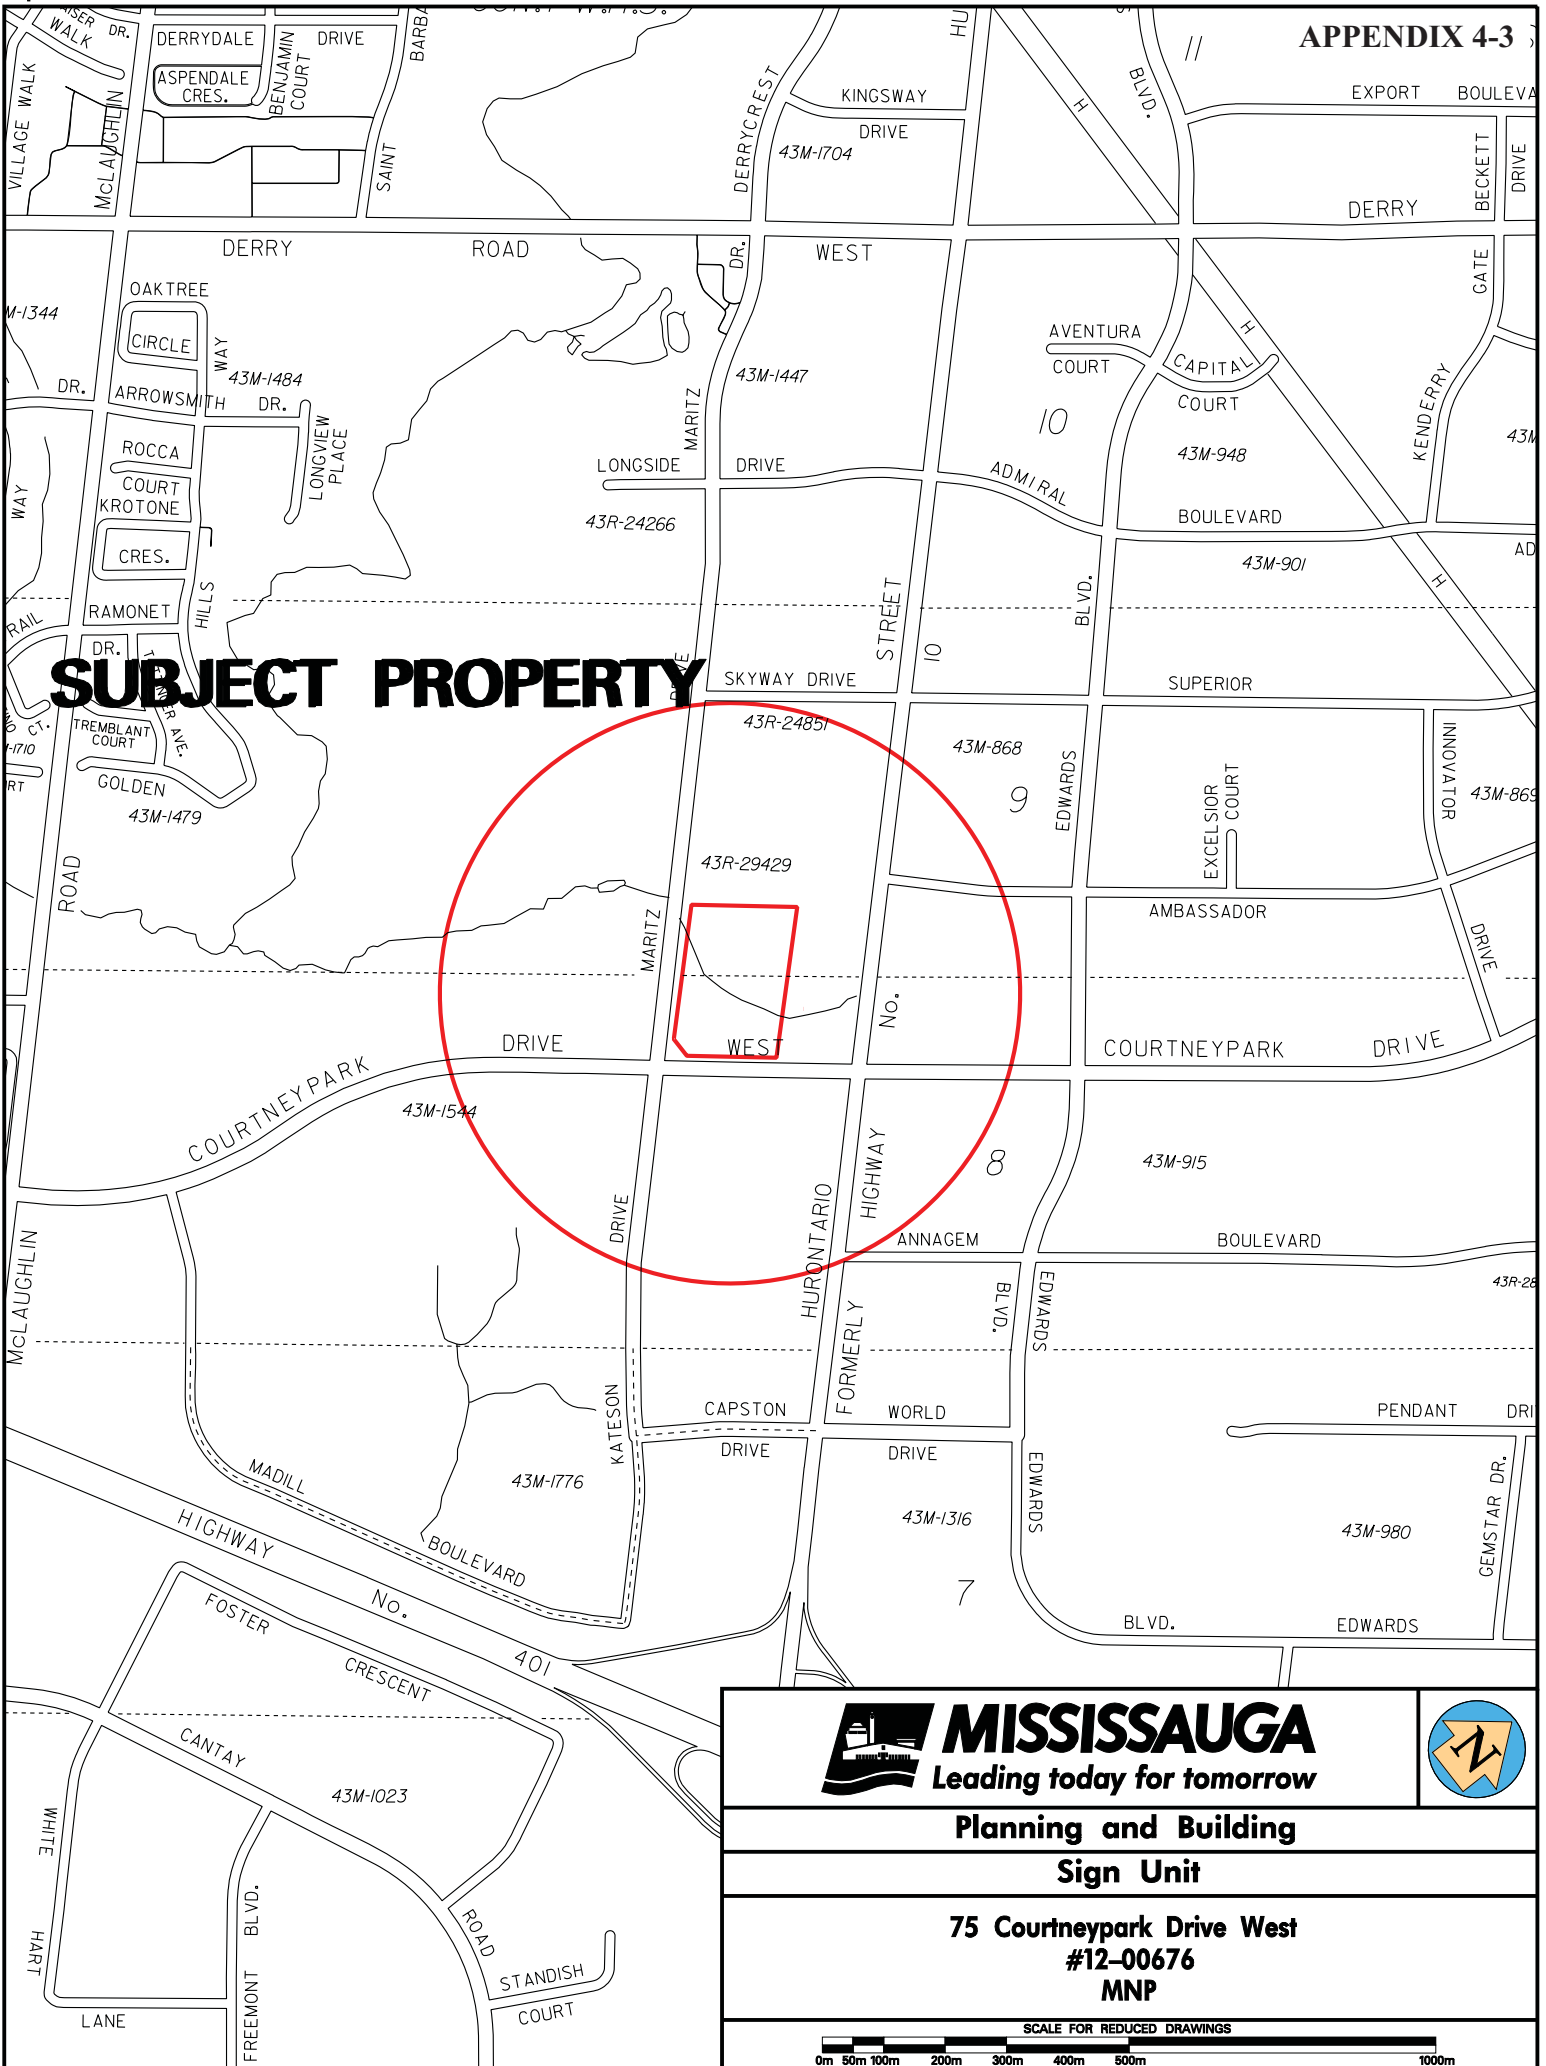 APPENDIX 4-3
WALK
DR.
DERRYDALE DRIVE
ASPENDALE
CRES.
BENJAMIN
COURT
VILLAGE WALK
McLAUGHLIN
SAINT
DERRYCREST
KINGSWAY
DRIVE
43M-1704
H
BLVD.
11
EXPORT
BECKETT
DRIVE
DERRY
DERRY ROAD WEST
DR.
GATE
OAKTREE
CIRCLE
WAY
43M-1484
DR.
ARROWSMITH DR.
LONGVIEW
PLACE
ROCCA
COURT
KROTONE
CRES.
WAY
HILLS
RAMONET
DR.
MARITZ
43M-1447
AVENTURA
COURT
CAPITAL
COURT
H
10
43M-948
KENDERRY
LONGSIDE DRIVE
ADMIRAL
BOULEVARD
43R-24266
43M-901
H
STREET
BLVD.
10
SUBJECT PROPERTY
DRIVE
SKYWAY DRIVE
SUPERIOR
43R-24851
43M-868
9
EDWARDS
TREMBLANT
COURT
CT.
GOLDEN
43M-1479
INNOVATOR
43M-869
EXCELSIOR
COURT
ROAD
43R-29429
AMBASSADOR
MARITZ
DRIVE
No.
COURTNEYPARK DRIVE WEST
COURTNEYPARK DRIVE
43M-1544
DRIVE
HURONTARIO
HIGHWAY
8
43M-915
ANNAGEM
BOULEVARD
McLAUGHLIN
BLVD.
EDWARDS
FORMERLY
KATESON
CAPSTON
DRIVE
WORLD
DRIVE
PENDANT
EDWARDS
43M-1776
43M-1316
43M-980
GEMSTAR DR.
MADILL
BOULEVARD
HIGHWAY No. 401
7
BLVD.
EDWARDS
FOSTER
CRESCENT
CANTAY
ROAD
43M-1023
WHITE
HART
LANE
FREEMONT BLVD.
STANDISH
COURT
MISSISSAUGA
Leading today for tomorrow
N
Planning and Building
Sign Unit
75 Courtneypark Drive West
#12-00676
MNP
SCALE FOR REDUCED DRAWINGS
0m 50m 100m 200m 300m 400m 500m 1000m